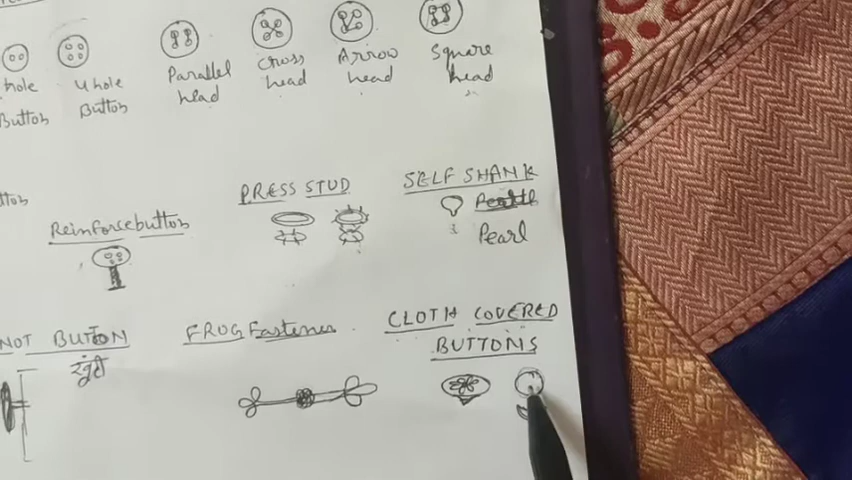 hole
Button
4 hole
Button
Parallel
head
Cross
head
Arrow
head
Square
head
PRESS STUD
SELF SHANK
Pearl
Reinforcebutton
NOT BUTTON
खूंटी
FROG Fastener
CLOTH COVERED
BUTTONS